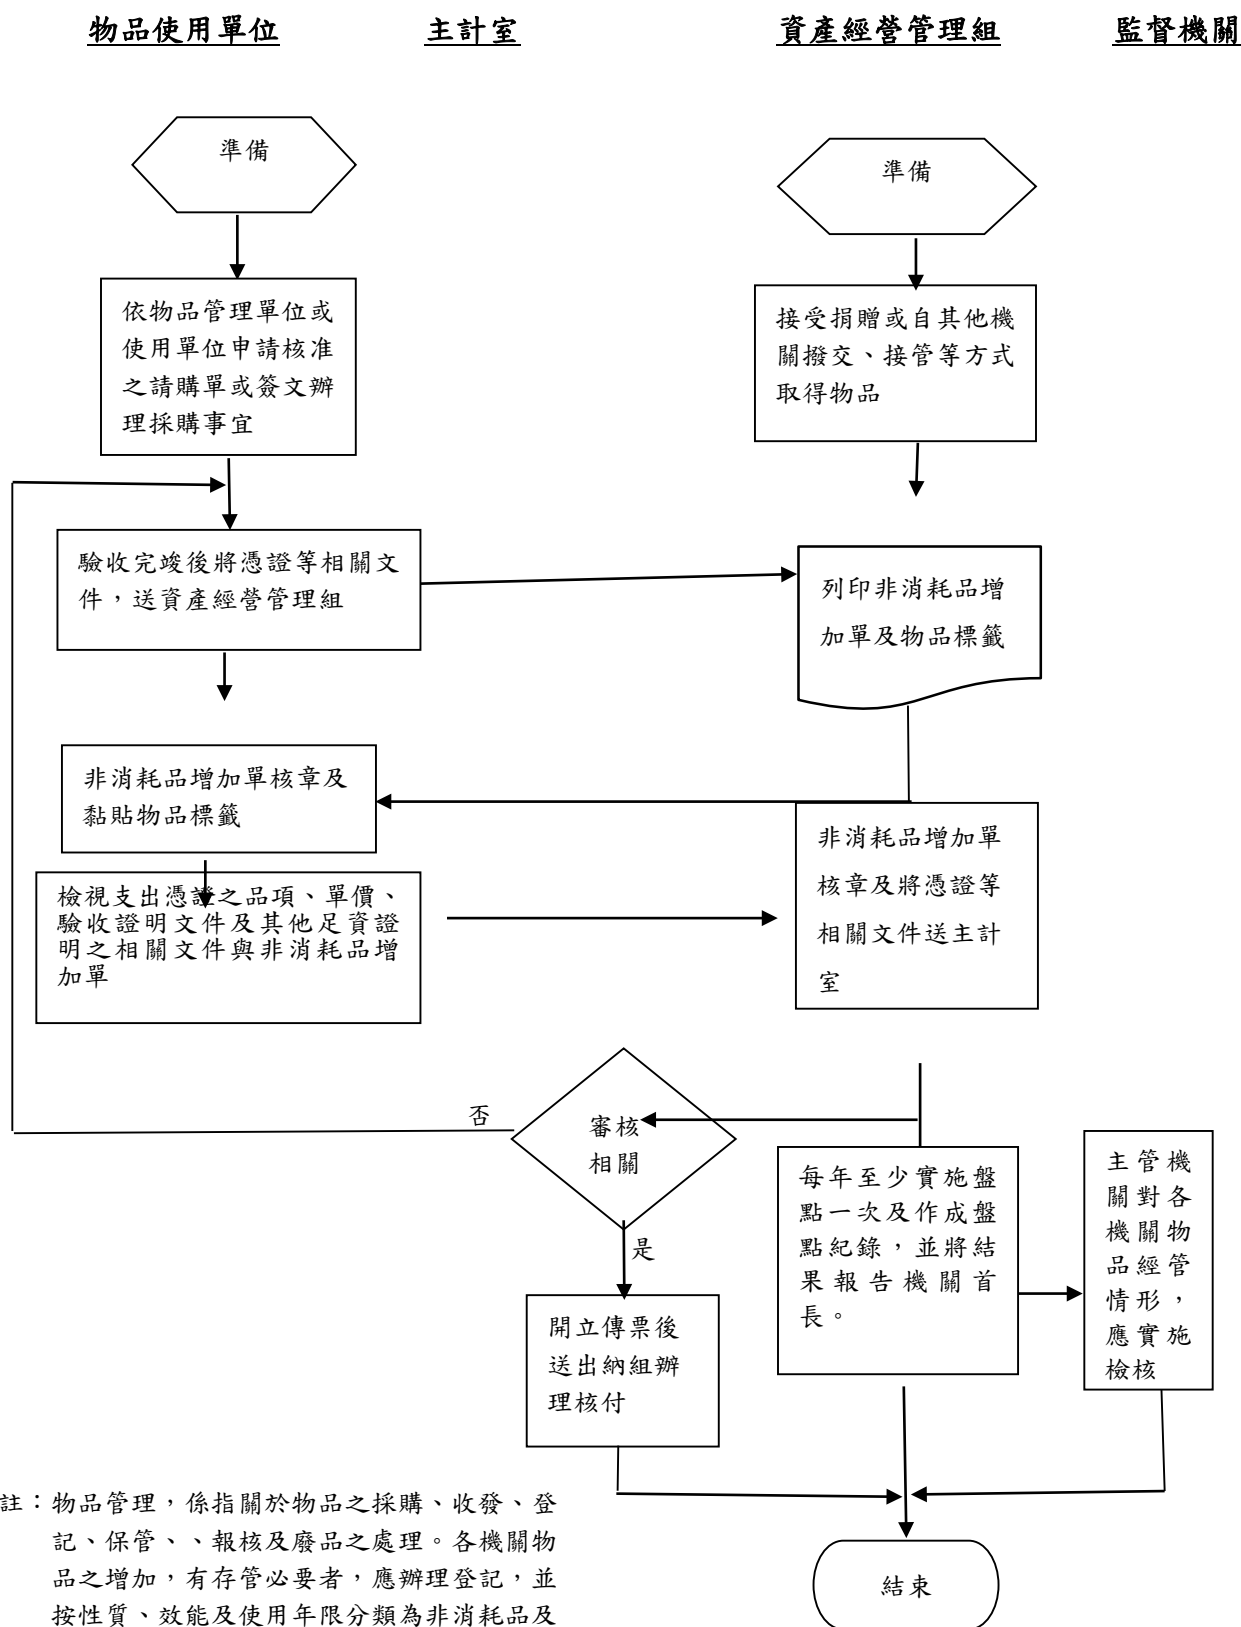 物品使用單位 主計室 資產經營管理組 監督機關
準備
準備
依物品管理單位或
使用單位申請核准
之請購單或簽文辦
理採購事宜
接受捐贈或自其他機
關撥交、接管等方式
取得物品
驗收完竣後將憑證等相關文
件，送資產經營管理組
列印非消耗品增
加單及物品標籤
非消耗品增加單核章及
黏貼物品標籤
非消耗品增加單
核章及將憑證等
相關文件送主計
室
檢視支出憑證之品項、單價、
驗收證明文件及其他足資證
明之相關文件與非消耗品增
加單
否
審核
相關
是
每年至少實施盤
點一次及作成盤
點紀錄，並將結
果報告機關首
長。
主管機
關對各
機關物
品經管
情形，
應實施
檢核
開立傳票後
送出納組辦
理核付
註：物品管理，係指關於物品之採購、收發、登
記、保管、、報核及廢品之處理。各機關物
品之增加，有存管必要者，應辦理登記，並
按性質、效能及使用年限分類為非消耗品及
結束